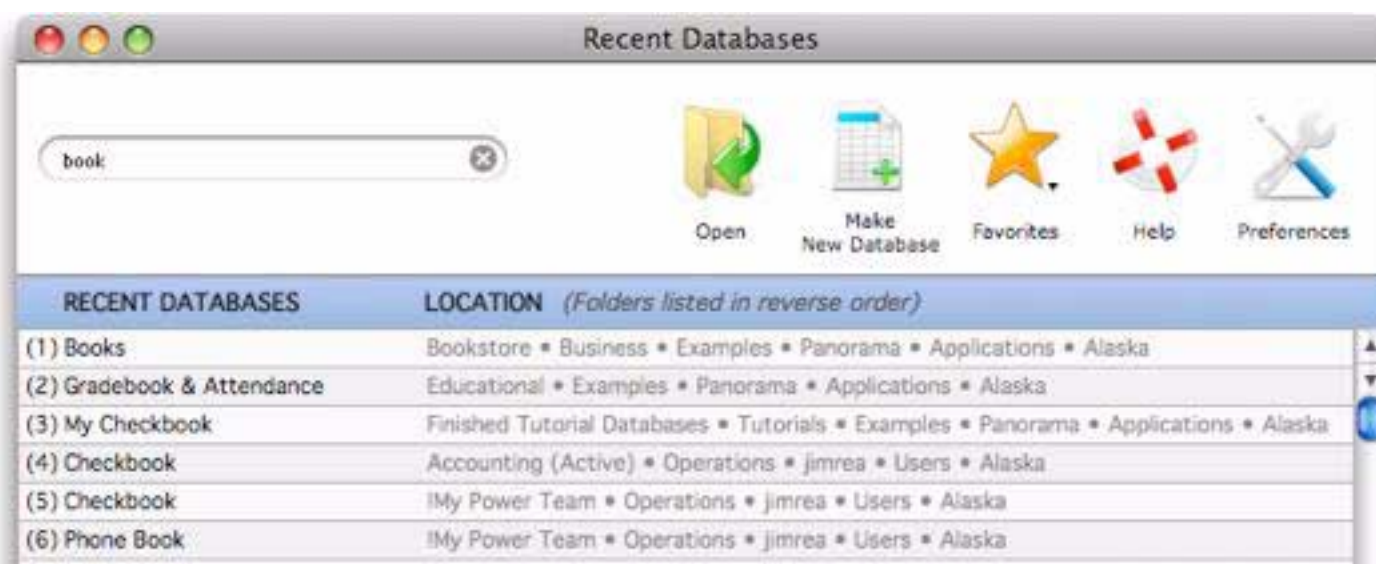 Recent Databases
book
Open
Make
New Database
Favorites
Help
Preferences
RECENT DATABASES LOCATION (Folders listed in reverse order)
(1) Books Bookstore • Business • Examples • Panorama • Applications • Alaska
(2) Gradebook & Attendance Educational • Examples • Panorama • Applications • Alaska
(3) My Checkbook Finished Tutorial Databases • Tutorials • Examples • Panorama • Applications • Alaska
(4) Checkbook Accounting (Active) • Operations • jimrea • Users • Alaska
(5) Checkbook !My Power Team • Operations • jimrea • Users • Alaska
(6) Phone Book !My Power Team • Operations • jimrea • Users • Alaska